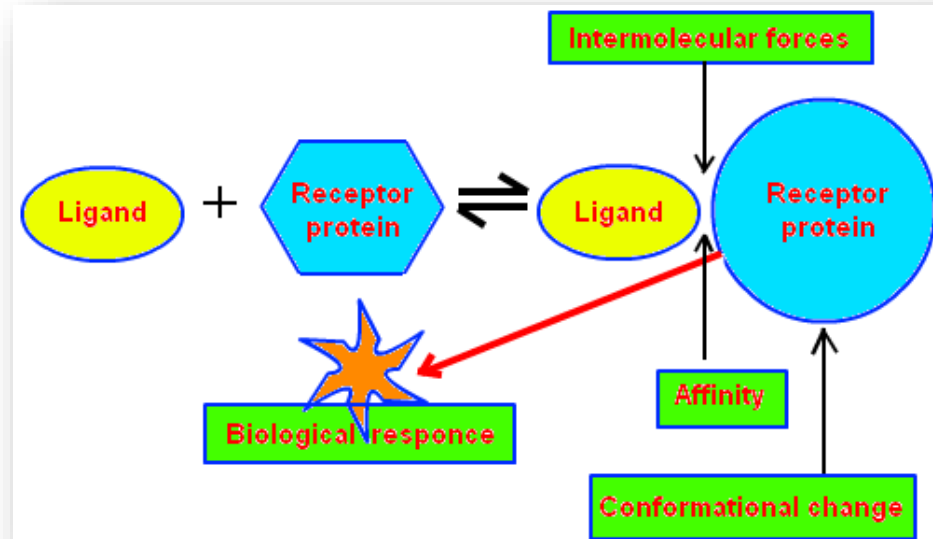 Intermolecular forces
Ligand
+
Receptor
protein
Ligand
Receptor
protein
Affinity
Biological responce
Conformational change